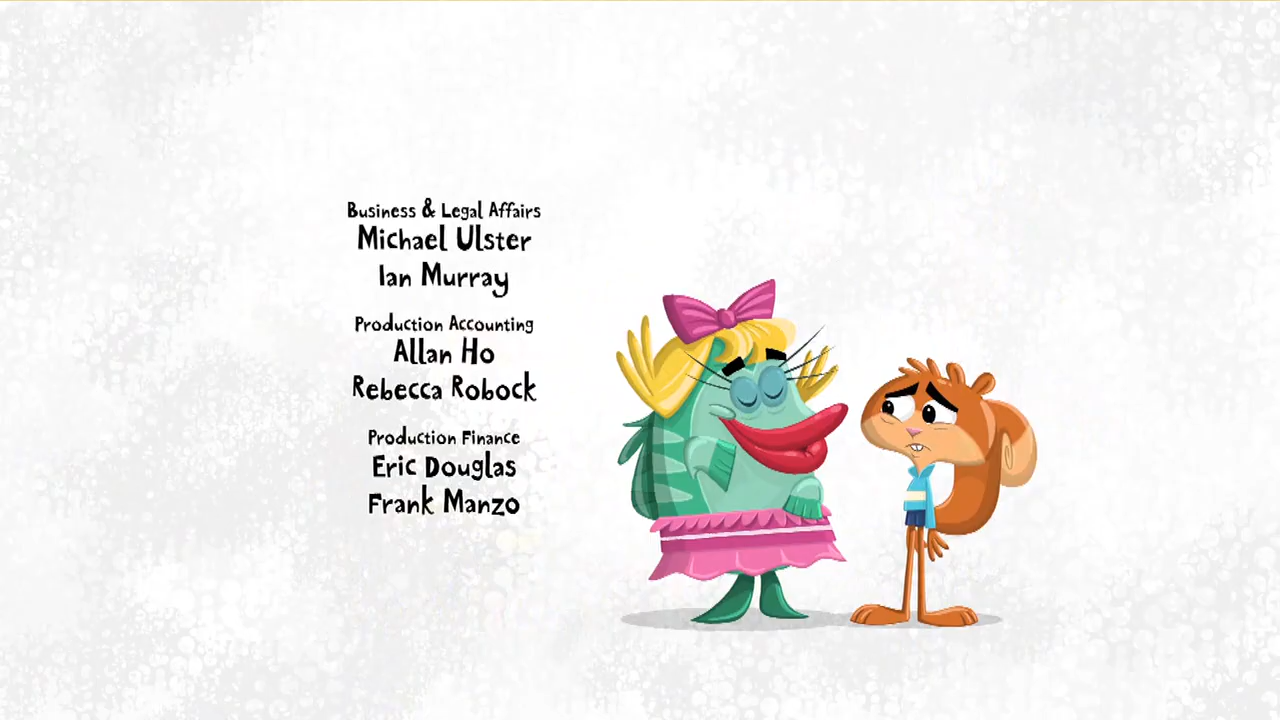 Business & Legal Affairs
Michael Ulster
Ian Murray
Production Accounting
Allan Ho
Rebecca Robock
Production Finance
Eric Douglas
Frank Manzo